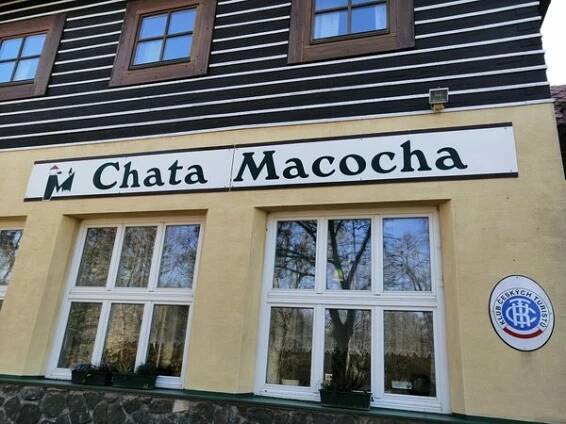 Chata Macocha
KLUB ČESKÝCH TURISTŮ
KČT